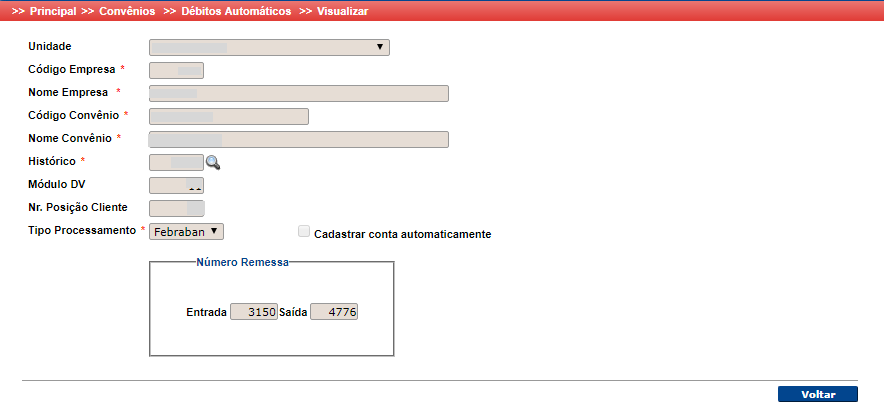 >> Principal >> Convênios >> Débitos Automáticos >> Visualizar
Unidade
Código Empresa *
Nome Empresa *
Código Convênio *
Nome Convênio *
Histórico *
Módulo DV
Nr. Posição Cliente
Tipo Processamento * Febraban Cadastrar conta automaticamente
Número Remessa
Entrada 3150 Saída 4776
Voltar